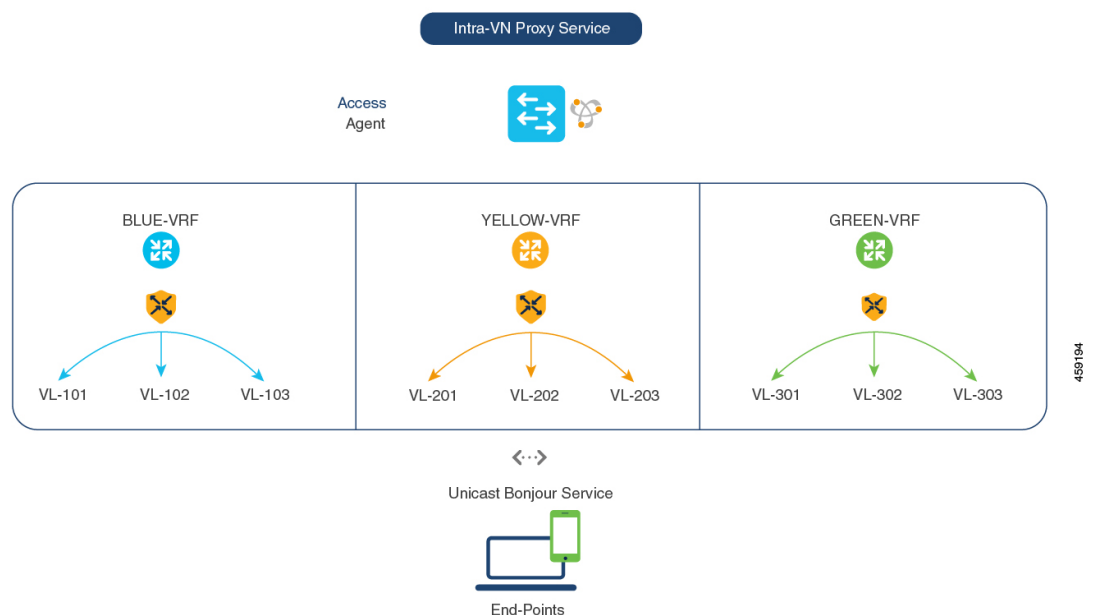 Intra-VN Proxy Service
Access
Agent
BLUE-VRF
YELLOW-VRF
GREEN-VRF
VL-101
VL-102
VL-103
VL-201
VL-202
VL-203
VL-301
VL-302
VL-303
459194
Unicast Bonjour Service
End-Points